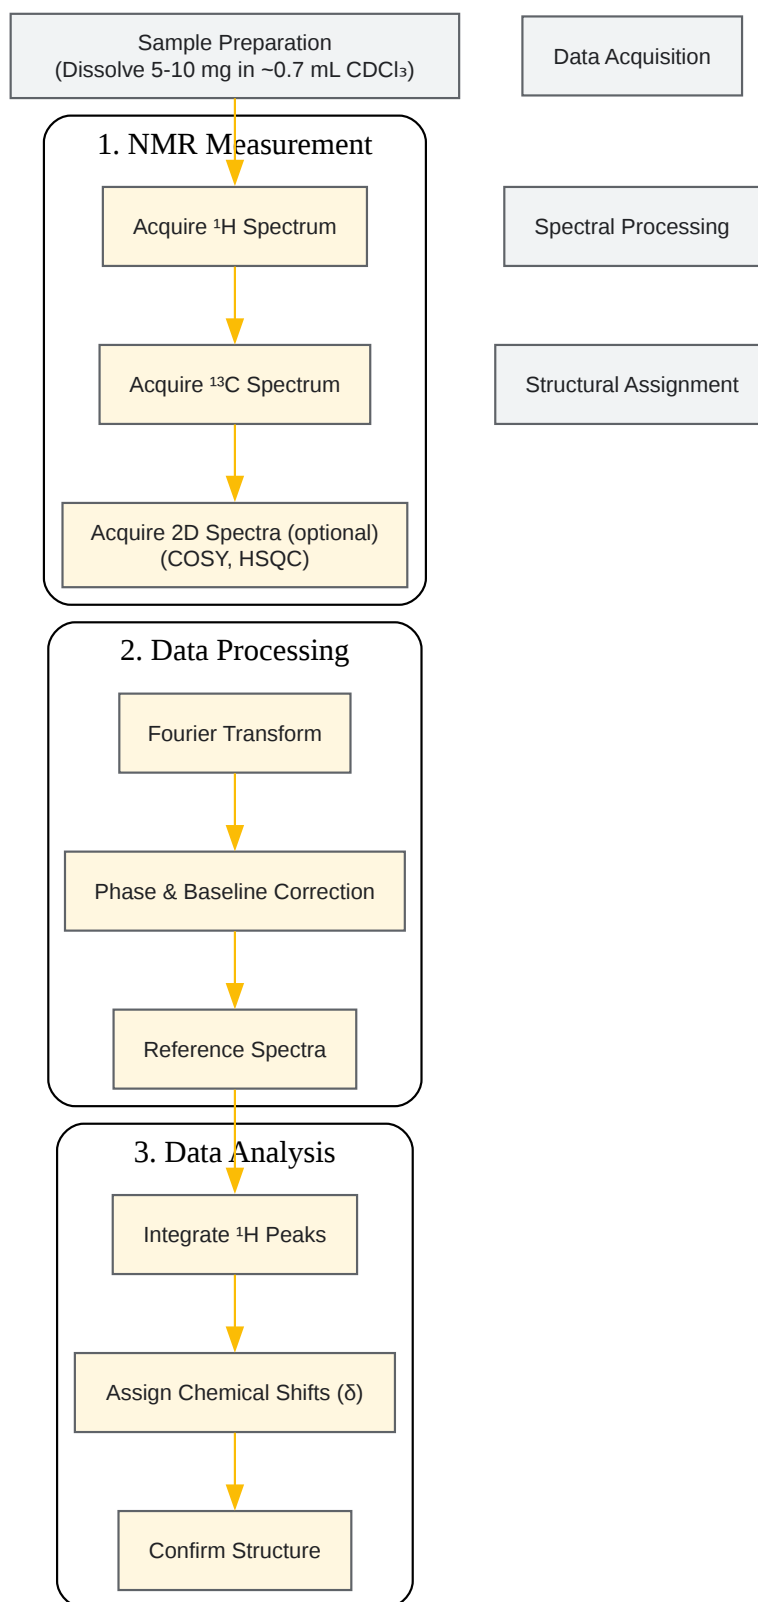 Sample Preparation
(Dissolve 5-10 mg in ~0.7 mL CDCl₃)
Data Acquisition
1. NMR Measurement
Acquire ¹H Spectrum
Spectral Processing
Acquire ¹³C Spectrum
Structural Assignment
Acquire 2D Spectra (optional)
(COSY, HSQC)
2. Data Processing
Fourier Transform
Phase & Baseline Correction
Reference Spectra
3. Data Analysis
Integrate ¹H Peaks
Assign Chemical Shifts (δ)
Confirm Structure